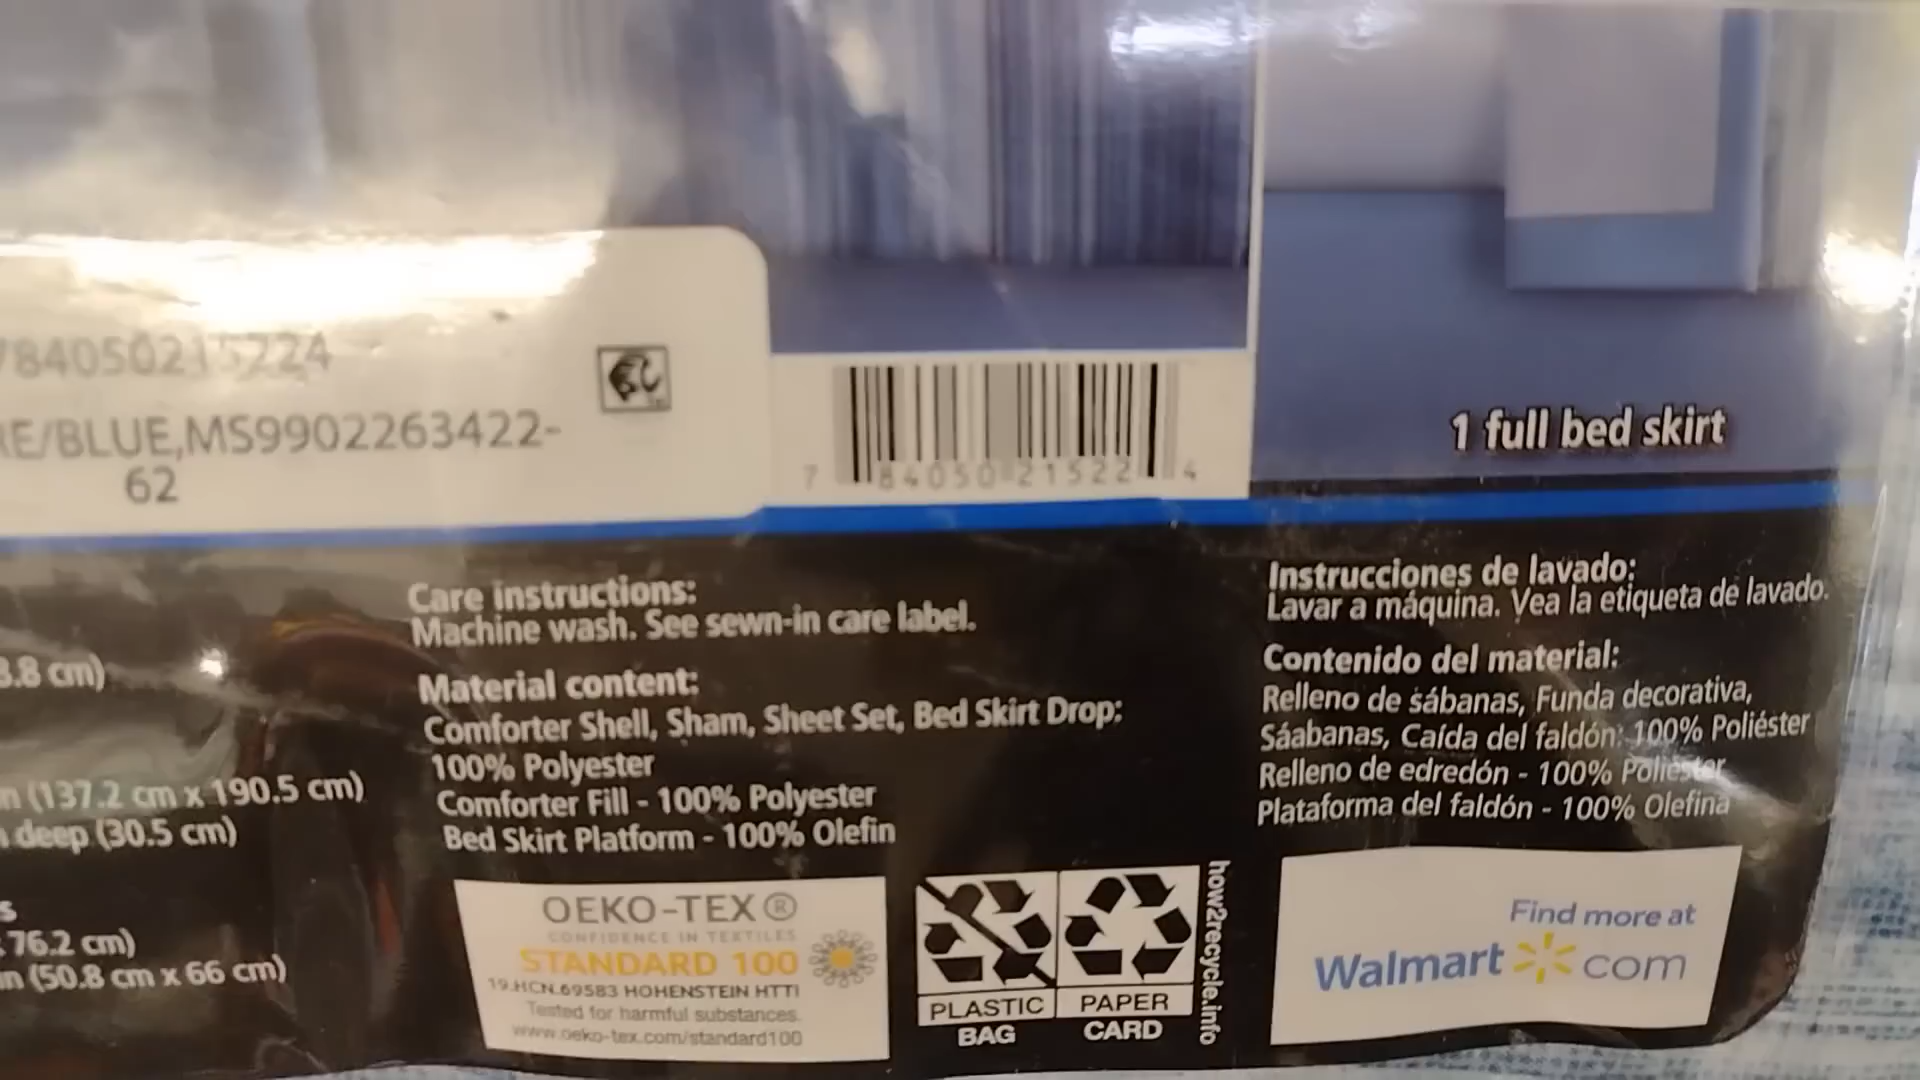 784050215224
RE/BLUE,MS9902263422-
62
7 84050 21522 4
1 full bed skirt
3.8 cm)
(137.2 cm x 190.5 cm)
deep (30.5 cm)
76.2 cm)
in (50.8 cm x 66 cm)
Care instructions:
Machine wash. See sewn-in care label.
Material content:
Comforter Shell, Sham, Sheet Set, Bed Skirt Drop:
100% Polyester
Comforter Fill - 100% Polyester
Bed Skirt Platform - 100% Olefin
OEKO-TEX®
CONFIDENCE IN TEXTILES
STANDARD 100
19.HCN.69583 HOHENSTEIN HTTI
Tested for harmful substances.
www.oeko-tex.com/standard100
PLASTIC
BAG
PAPER
CARD
how2recycle.info
Instrucciones de lavado:
Lavar a máquina. Vea la etiqueta de lavado.
Contenido del material:
Relleno de sábanas, Funda decorativa,
Sáabanas, Caída del faldón: 100% Poliéster
Relleno de edredón - 100% Poliéster
Plataforma del faldón - 100% Olefina
Find more at
Walmart com